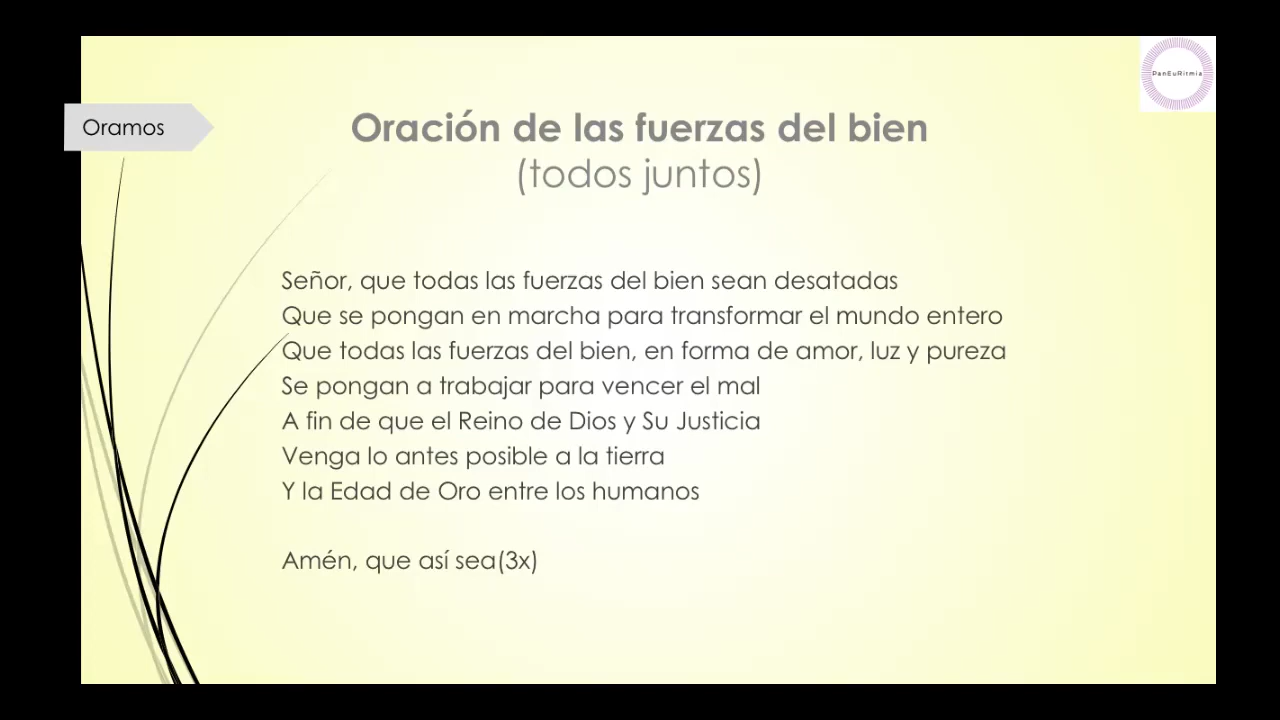 PanEuRitmia
Oramos
Oración de las fuerzas del bien
(todos juntos)
Señor, que todas las fuerzas del bien sean desatadas
Que se pongan en marcha para transformar el mundo entero
Que todas las fuerzas del bien, en forma de amor, luz y pureza
Se pongan a trabajar para vencer el mal
A fin de que el Reino de Dios y Su Justicia
Venga lo antes posible a la tierra
Y la Edad de Oro entre los humanos
Amén, que así sea(3x)